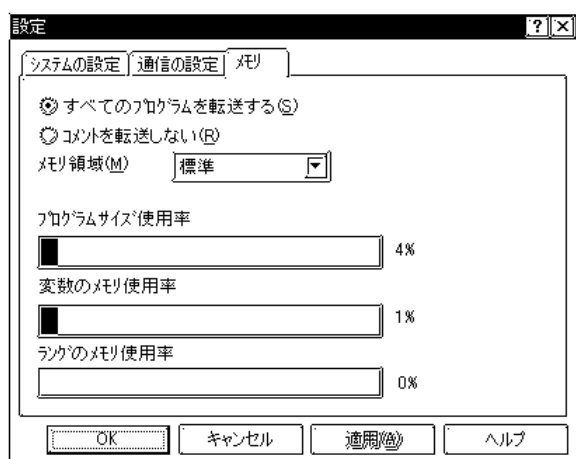 設定
システムの設定 通信の設定 メモリ
すべてのプログラムを転送する(S)
コメントを転送しない(R)
メモリ領域(M) 標準
プログラムサイズ使用率
4%
変数のメモリ使用率
1%
ラングのメモリ使用率
0%
OK キャンセル 適用(A) ヘルプ